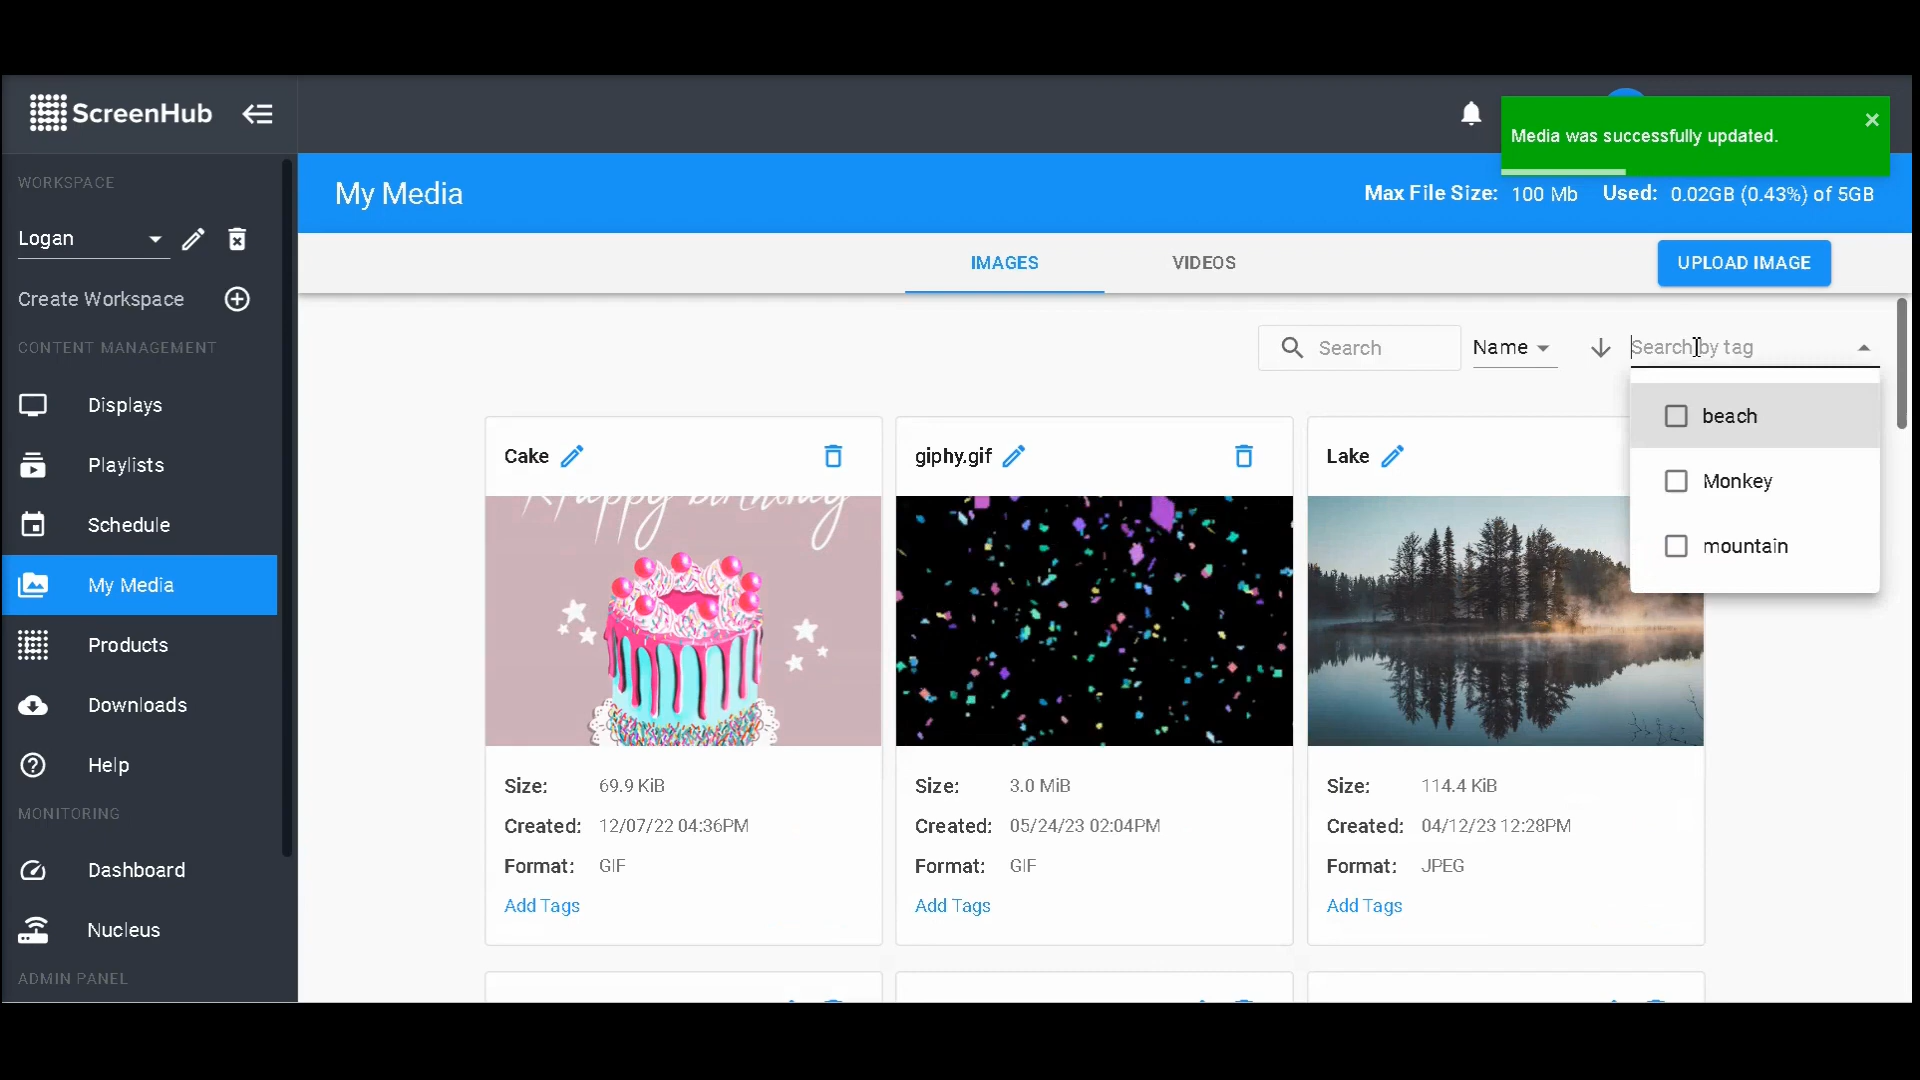 ScreenHub
Media was successfully updated.
WORKSPACE
My Media
Max File Size: 100 Mb Used: 0.02GB (0.43%) of 5GB
Logan
IMAGES
VIDEOS
UPLOAD IMAGE
Create Workspace
CONTENT MANAGEMENT
Search
Name
Search by tag
Displays
Playlists
Schedule
My Media
Products
Downloads
Help
MONITORING
Dashboard
Nucleus
ADMIN PANEL
beach
Monkey
mountain
Cake
Happy birthday
Size: 69.9 KiB
Created: 12/07/22 04:36PM
Format: GIF
Add Tags
giphy.gif
Size: 3.0 MiB
Created: 05/24/23 02:04PM
Format: GIF
Add Tags
Lake
Size: 114.4 KiB
Created: 04/12/23 12:28PM
Format: JPEG
Add Tags